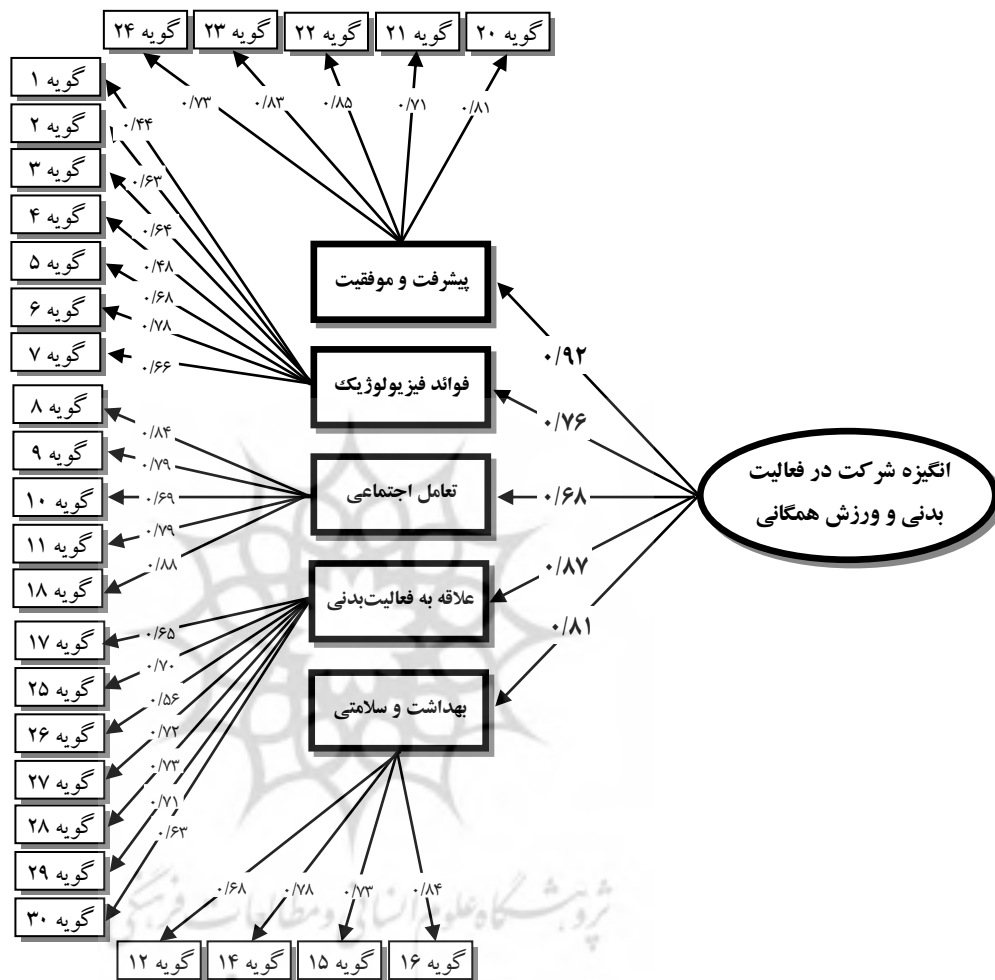 گویه ۲۰
گویه ۲۱
گویه ۲۲
گویه ۲۳
گویه ۲۴
۰/۸۱
۰/۷۱
۰/۸۵
۰/۸۳
۰/۷۳
گویه ۱
گویه ۲
گویه ۳
گویه ۴
گویه ۵
گویه ۶
گویه ۷
۰/۴۴
۰/۶۳
۰/۶۴
۰/۴۸
۰/۶۸
۰/۷۸
۰/۶۶
گویه ۸
گویه ۹
گویه ۱۰
گویه ۱۱
گویه ۱۸
۰/۸۴
۰/۷۹
۰/۶۹
۰/۷۹
۰/۸۸
گویه ۱۷
گویه ۲۵
گویه ۲۶
گویه ۲۷
گویه ۲۸
گویه ۲۹
گویه ۳۰
۰/۶۵
۰/۷۰
۰/۵۶
۰/۷۲
۰/۷۳
۰/۷۱
۰/۶۳
پیشرفت و موفقیت
فوائد فیزیولوژیک
تعامل اجتماعی
علاقه به فعالیت‌بدنی
بهداشت و سلامتی
۰/۹۲
۰/۷۶
۰/۶۸
۰/۸۷
۰/۸۱
انگیزه شرکت در فعالیت
بدنی و ورزش همگانی
۰/۸۴
۰/۷۳
۰/۷۸
۰/۶۸
گویه ۱۶
گویه ۱۵
گویه ۱۴
گویه ۱۲
پژوهشگاه علوم انسانی و مطالعات فرهنگی